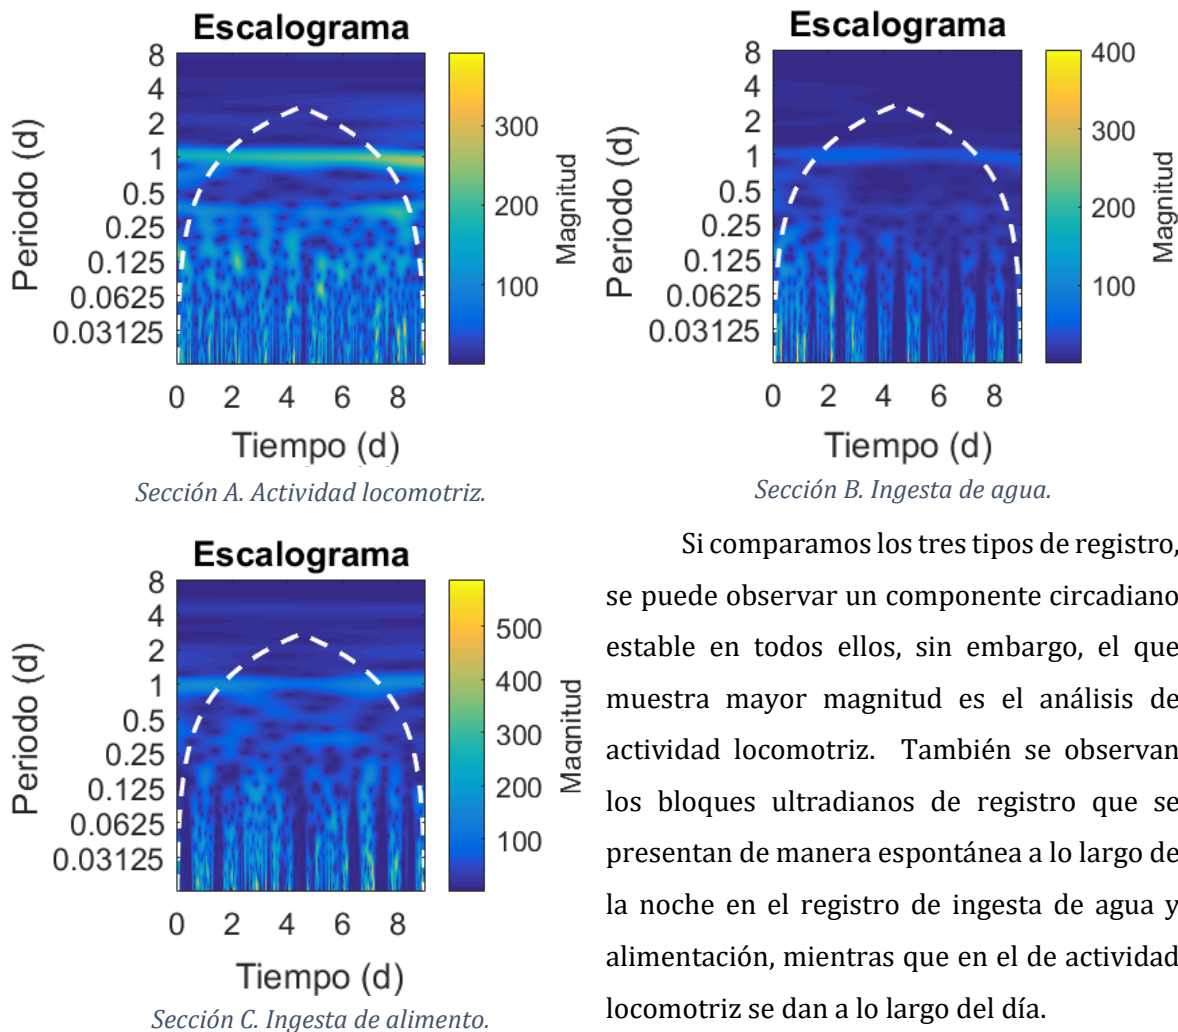 Escalograma
Periodo (d)
8
4
2
1
0.5
0.25
0.125
0.0625
0.03125
0 2 4 6 8
Tiempo (d)
300
200
100
Magnitud
Sección A. Actividad locomotriz.
Escalograma
Periodo (d)
8
4
2
1
0.5
0.25
0.125
0.0625
0.03125
0 2 4 6 8
Tiempo (d)
400
300
200
100
Magnitud
Sección B. Ingesta de agua.
Escalograma
Periodo (d)
8
4
2
1
0.5
0.25
0.125
0.0625
0.03125
0 2 4 6 8
Tiempo (d)
500
400
300
200
100
Magnitud
Sección C. Ingesta de alimento.
Si comparamos los tres tipos de registro,
se puede observar un componente circadiano
estable en todos ellos, sin embargo, el que
muestra mayor magnitud es el análisis de
actividad locomotriz. También se observan
los bloques ultradianos de registro que se
presentan de manera espontánea a lo largo de
la noche en el registro de ingesta de agua y
alimentación, mientras que en el de actividad
locomotriz se dan a lo largo del día.